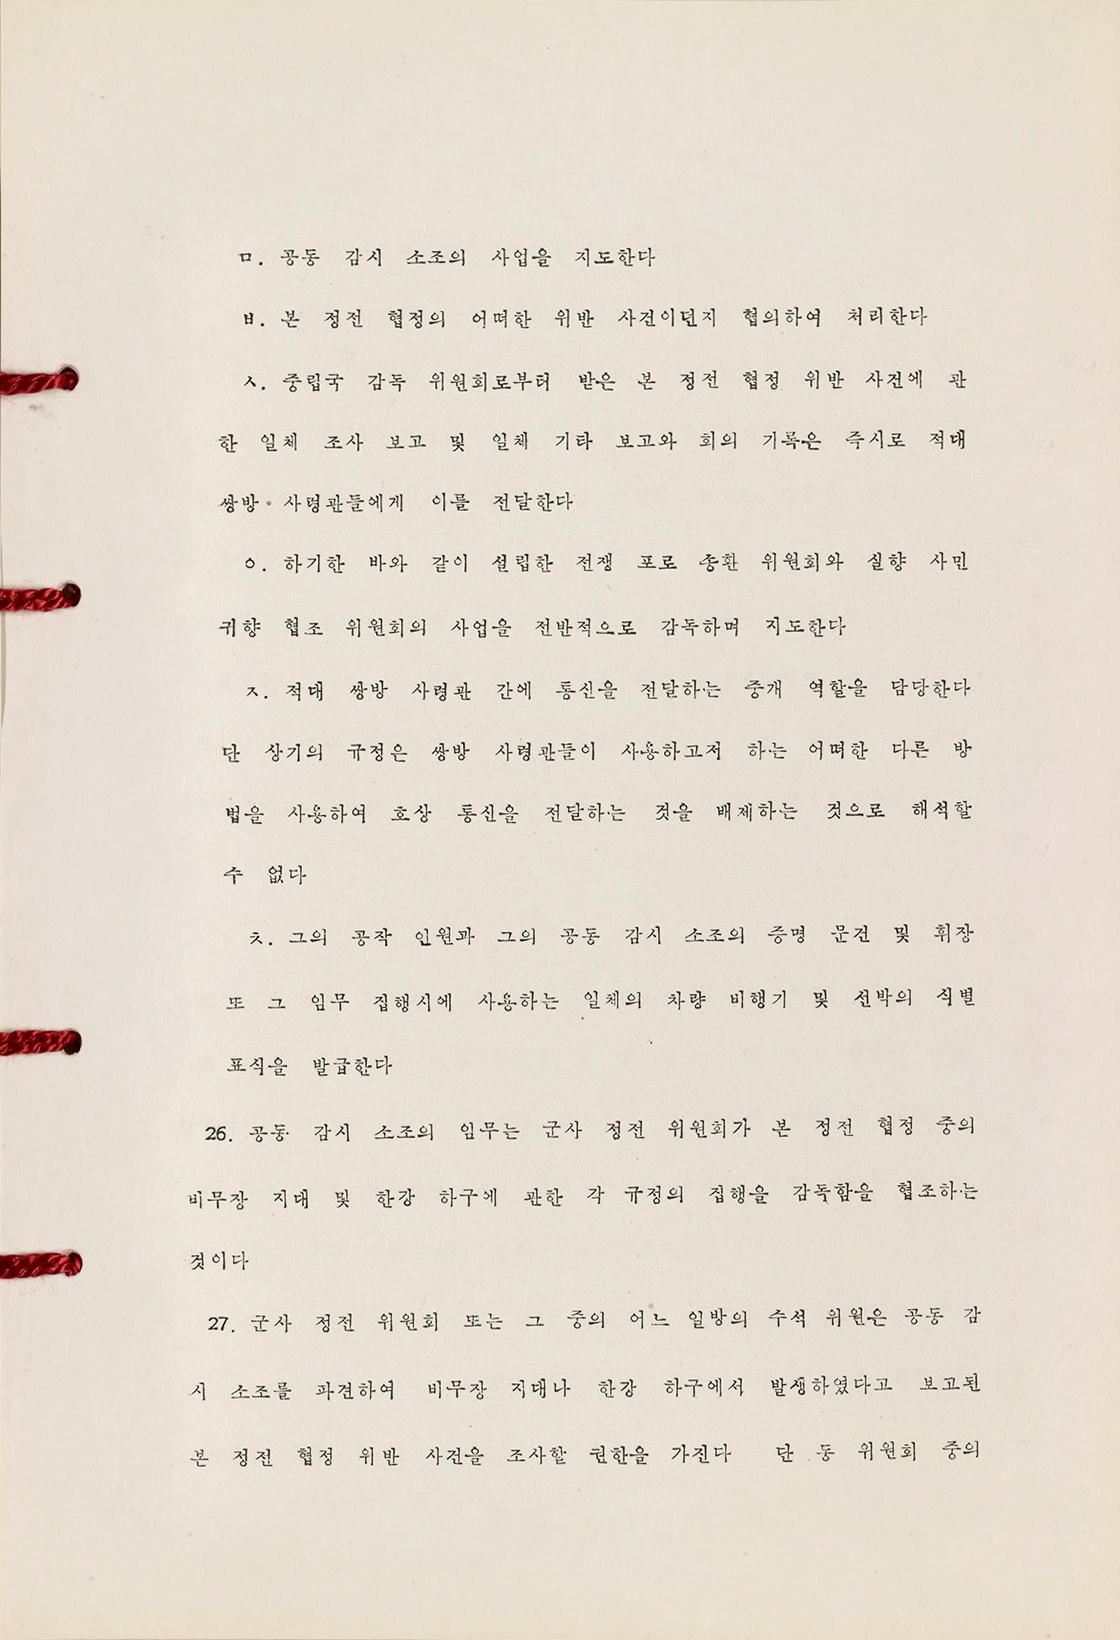 ㅁ. 공동 감시 소조의 사업을 지도한다
ㅂ. 본 정전 협정의 어떠한 위반 사건이던지 협의하여 처리한다
ㅅ. 중립국 감독 위원회로부터 받은 본 정전 협정 위반 사건에 관
한 일체 조사 보고 및 일체 기타 보고와 회의 기록은 즉시로 적대
쌍방 사령관들에게 이를 전달한다
ㅇ. 하기한 바와 같이 설립한 전쟁 포로 송환 위원회와 실향 사민
귀향 협조 위원회의 사업을 전반적으로 감독하며 지도한다
ㅈ. 적대 쌍방 사령관 간에 통신을 전달하는 중개 역할을 담당한다
단 상기의 규정은 쌍방 사령관들이 사용하고저 하는 어떠한 다른 방
법을 사용하여 호상 통신을 전달하는 것을 배제하는 것으로 해석할
수 없다
ㅊ. 그의 공작 인원과 그의 공동 감시 소조의 증명 문건 및 휘장
또 그 임무 집행시에 사용하는 일체의 차량 비행기 및 선박의 식별
표식을 발급한다
26. 공동 감시 소조의 임무는 군사 정전 위원회가 본 정전 협정 중의
비무장 지대 및 한강 하구에 관한 각 규정의 집행을 감독함을 협조하는
것이다
27. 군사 정전 위원회 또는 그 중의 어느 일방의 수석 위원은 공동 감
시 소조를 파견하여 비무장 지대나 한강 하구에서 발생하였다고 보고된
본 정전 협정 위반 사건을 조사할 권한을 가진다 단 동 위원회 중의